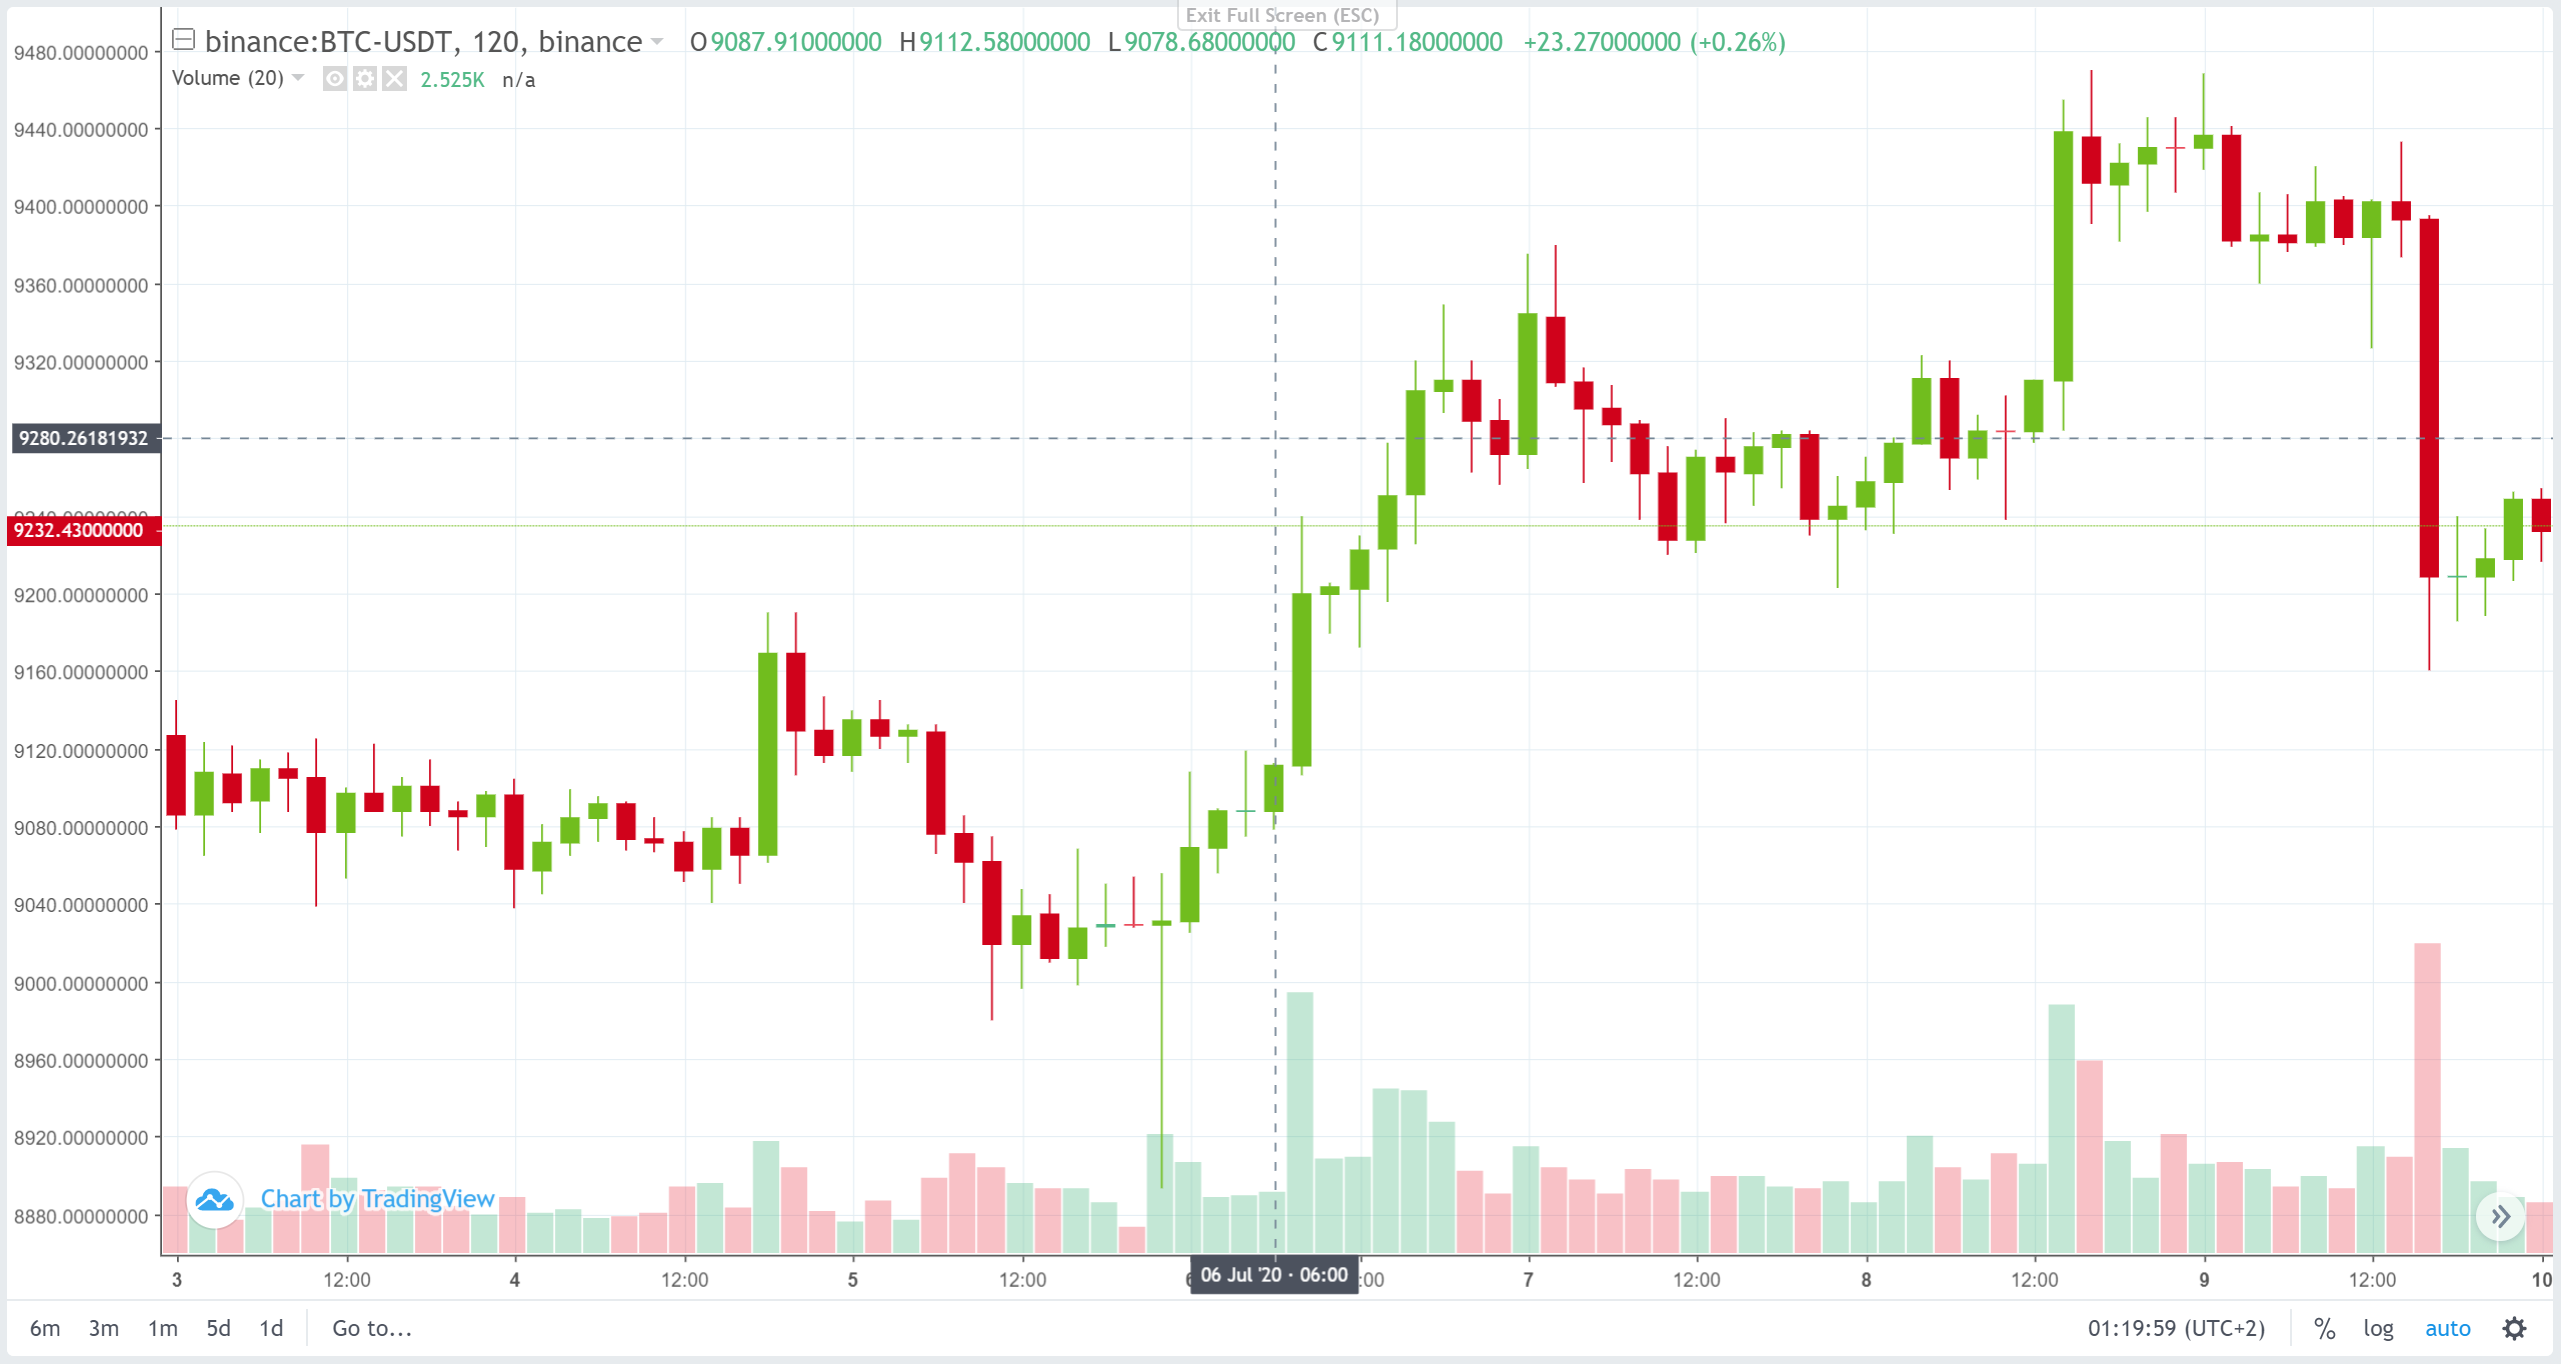 Exit Full Screen (ESC)
binance:BTC-USDT, 120, binance O9087.91000000 H9112.58000000 L9078.68000000 C9111.18000000 +23.27000000 (+0.26%)
Volume (20) 2.525K n/a
9480.00000000
9440.00000000
9400.00000000
9360.00000000
9320.00000000
9280.26181932
9240.00000000
9232.43000000
9200.00000000
9160.00000000
9120.00000000
9080.00000000
9040.00000000
9000.00000000
8960.00000000
8920.00000000
8880.00000000
Chart by TradingView
3 12:00 4 12:00 5 12:00 6 06 Jul '20 · 06:00 :00 7 12:00 8 12:00 9 12:00 10
6m 3m 1m 5d 1d Go to... 01:19:59 (UTC+2) % log auto